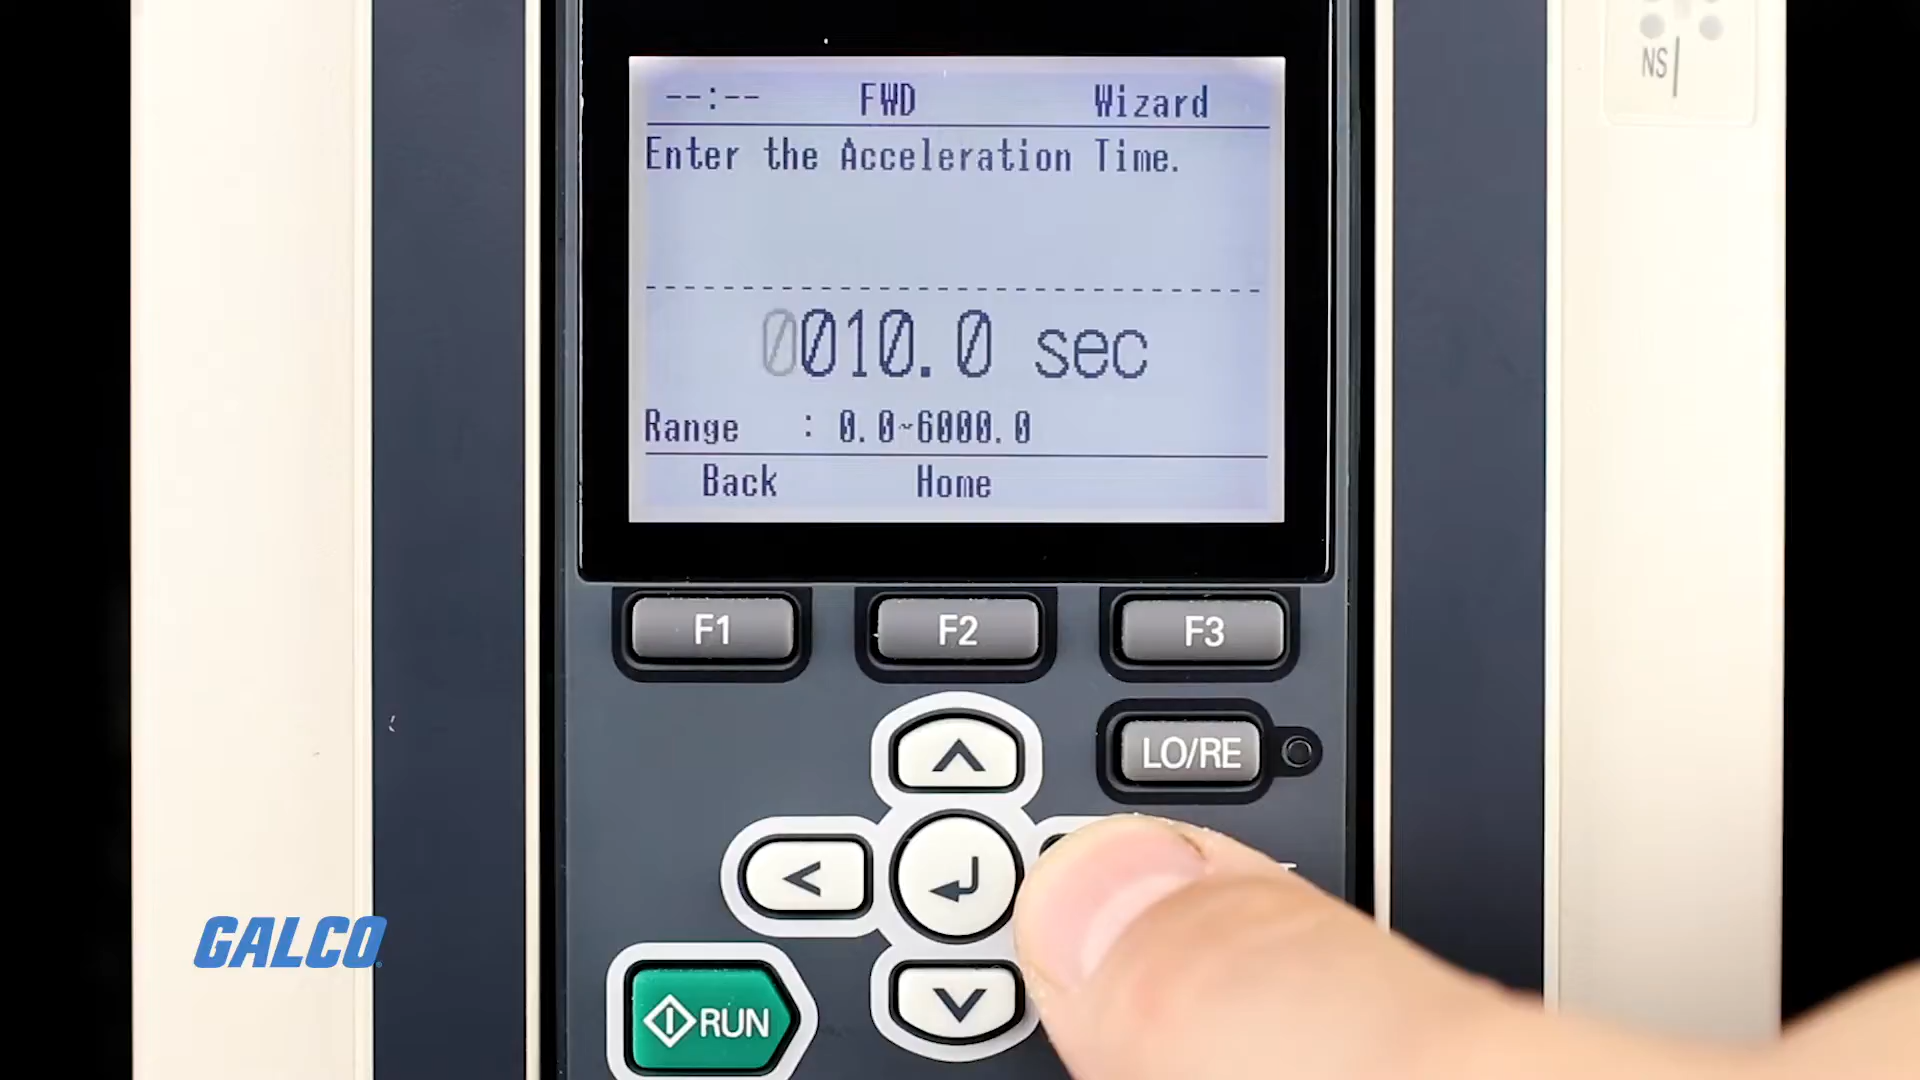 --:-- FWD Wizard
NS
Enter the Acceleration Time.
0010.0 sec
Range : 0.0~6000.0
Back Home
F1 F2 F3
LO/RE
GALCO
RUN